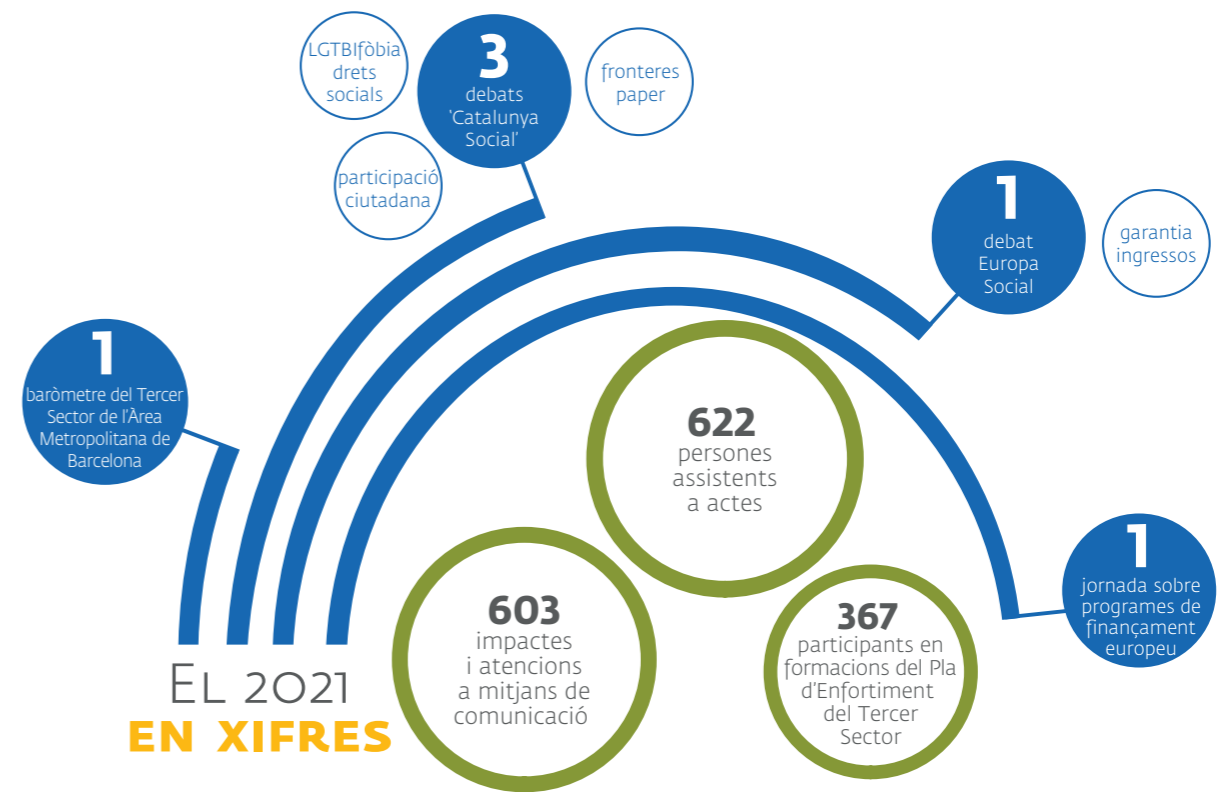 LGTBIfòbia
drets
socials
3
debats
'Catalunya
Social'
fronteres
paper
participació
ciutadana
1
debat
Europa
Social
garantia
ingressos
1
baròmetre del Tercer
Sector de l'Àrea
Metropolitana de
Barcelona
622
persones
assistents
a actes
1
jornada sobre
programes de
finançament
europeu
603
impactes
i atencions
a mitjans de
comunicació
367
participants en
formacions del Pla
d'Enfortiment
del Tercer
Sector
EL 2021
EN XIFRES